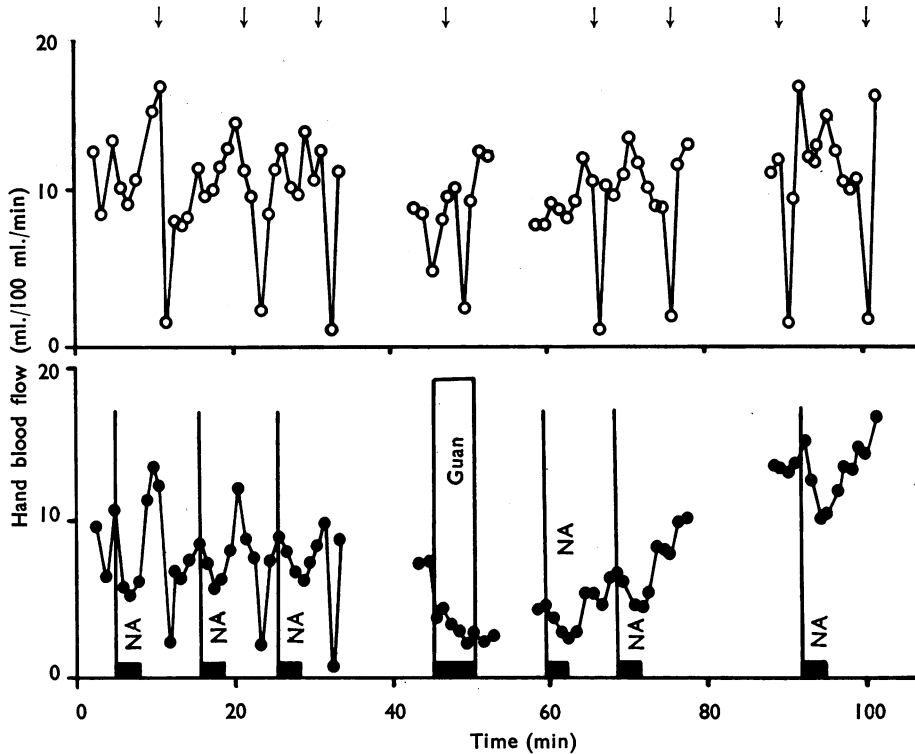 ↓ ↓ ↓ ↓ ↓ ↓ ↓ ↓
20
10
0
Hand blood flow (ml./100 ml./min)
20
10
0
NA
NA
NA
Guan
NA
NA
NA
0 20 40 60 80 100
Time (min)